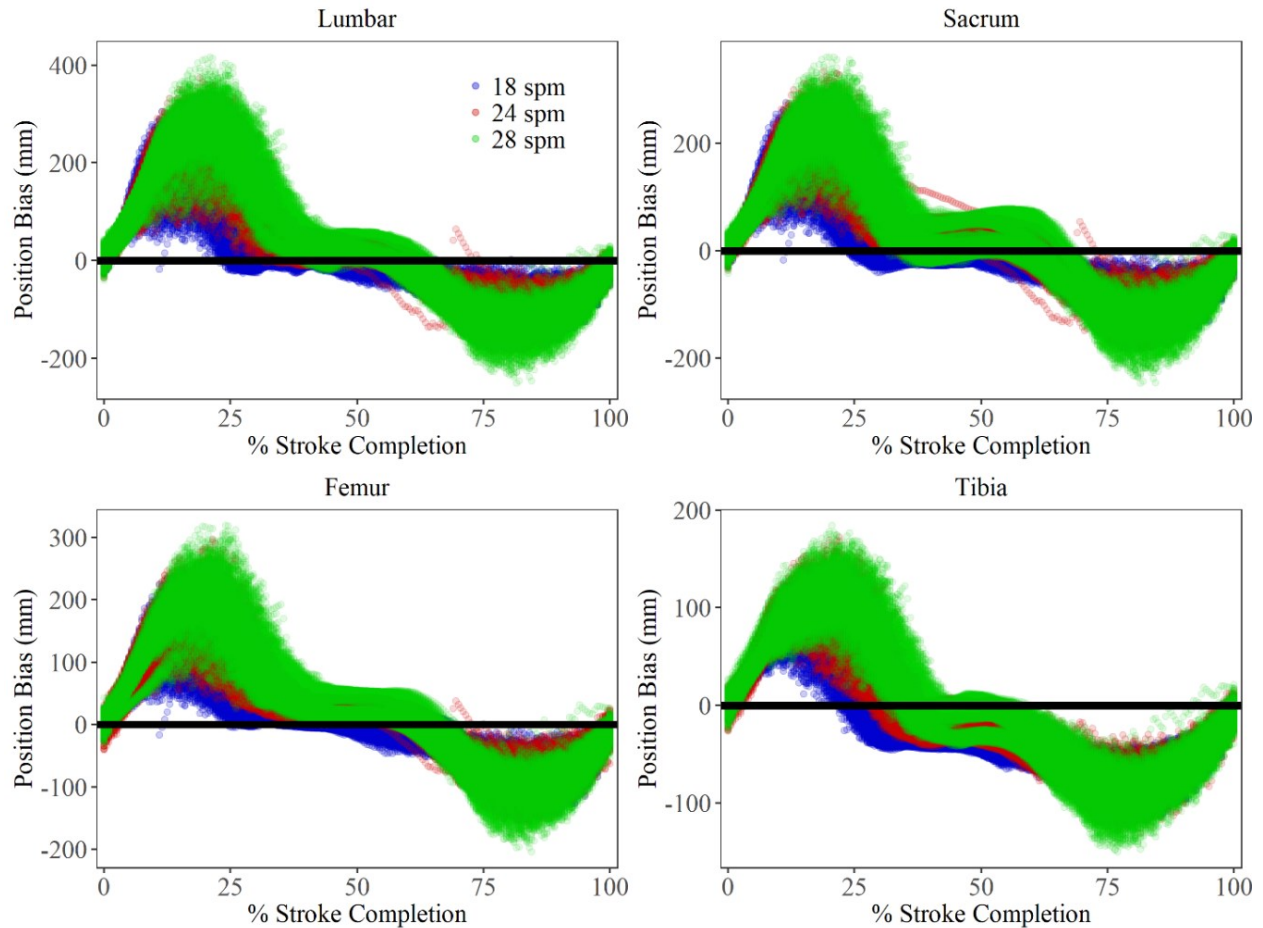 Lumbar
Position Bias (mm)
400
200
0
-200
18 spm
24 spm
28 spm
0 25 50 75 100
% Stroke Completion
Sacrum
Position Bias (mm)
200
0
-200
0 25 50 75 100
% Stroke Completion
Femur
Position Bias (mm)
300
200
100
0
-100
-200
0 25 50 75 100
% Stroke Completion
Tibia
Position Bias (mm)
200
100
0
-100
0 25 50 75 100
% Stroke Completion